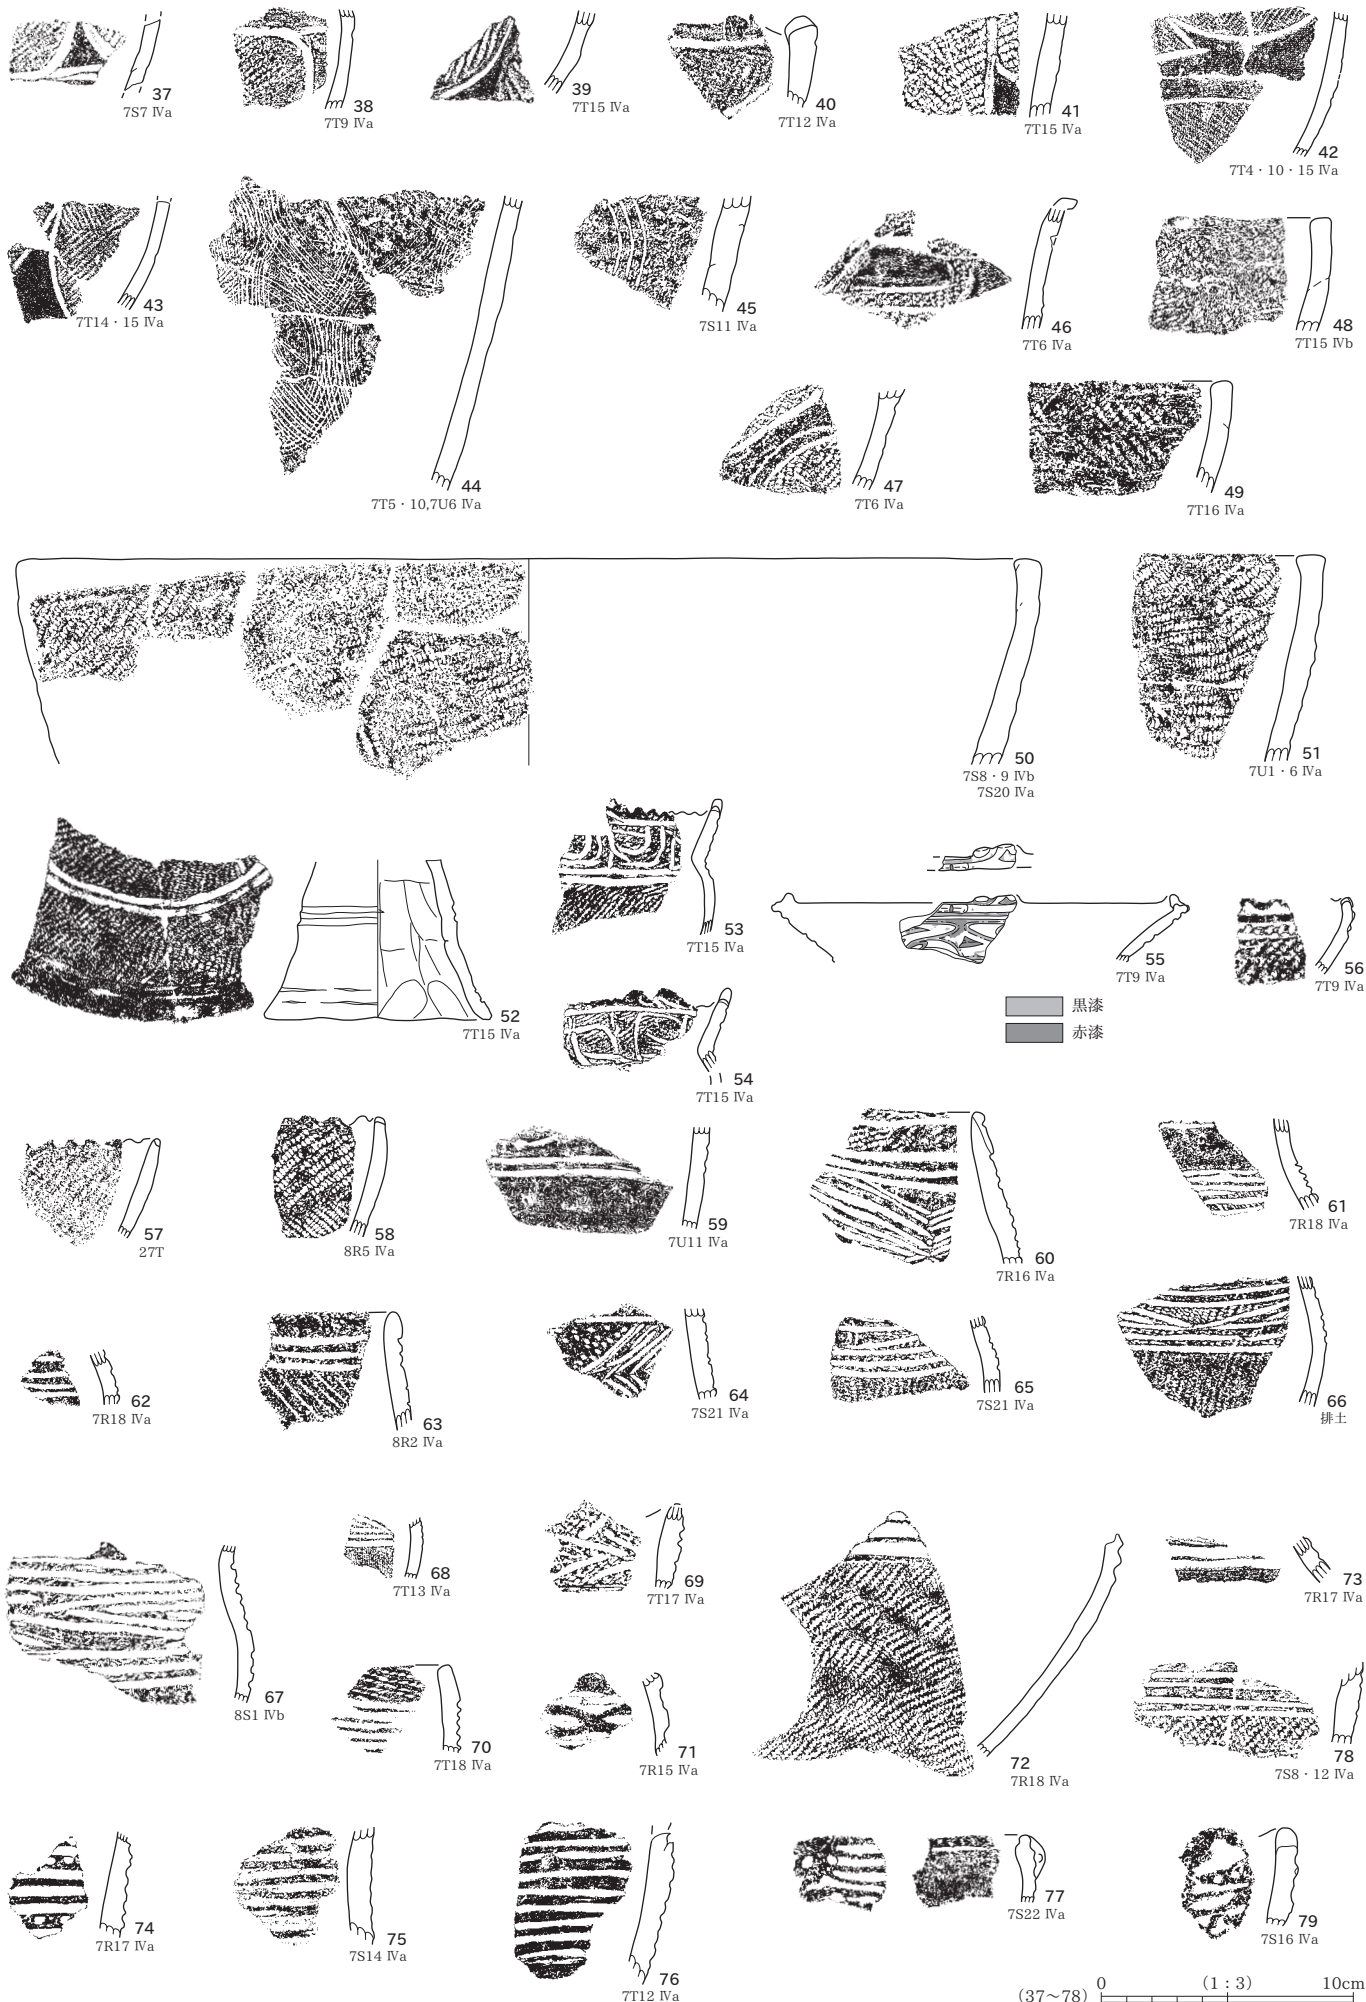 37
7S7 Ⅳa
38
7T9 Ⅳa
39
7T15 Ⅳa
40
7T12 Ⅳa
41
7T15 Ⅳa
42
7T4・10・15 Ⅳa
43
7T14・15 Ⅳa
44
7T5・10,7U6 Ⅳa
45
7S11 Ⅳa
46
7T6 Ⅳa
48
7T15 Ⅳb
47
7T6 Ⅳa
49
7T16 Ⅳa
50
7S8・9 Ⅳb
7S20 Ⅳa
51
7U1・6 Ⅳa
52
7T15 Ⅳa
53
7T15 Ⅳa
54
7T15 Ⅳa
55
7T9 Ⅳa
56
7T9 Ⅳa
黒漆
赤漆
57
27T
58
8R5 Ⅳa
59
7U11 Ⅳa
60
7R16 Ⅳa
61
7R18 Ⅳa
62
7R18 Ⅳa
63
8R2 Ⅳa
64
7S21 Ⅳa
65
7S21 Ⅳa
66
排土
67
8S1 Ⅳb
68
7T13 Ⅳa
69
7T17 Ⅳa
70
7T18 Ⅳa
71
7R15 Ⅳa
72
7R18 Ⅳa
73
7R17 Ⅳa
78
7S8・12 Ⅳa
74
7R17 Ⅳa
75
7S14 Ⅳa
76
7T12 Ⅳa
77
7S22 Ⅳa
79
7S16 Ⅳa
(37～78) 0 (1：3) 10cm